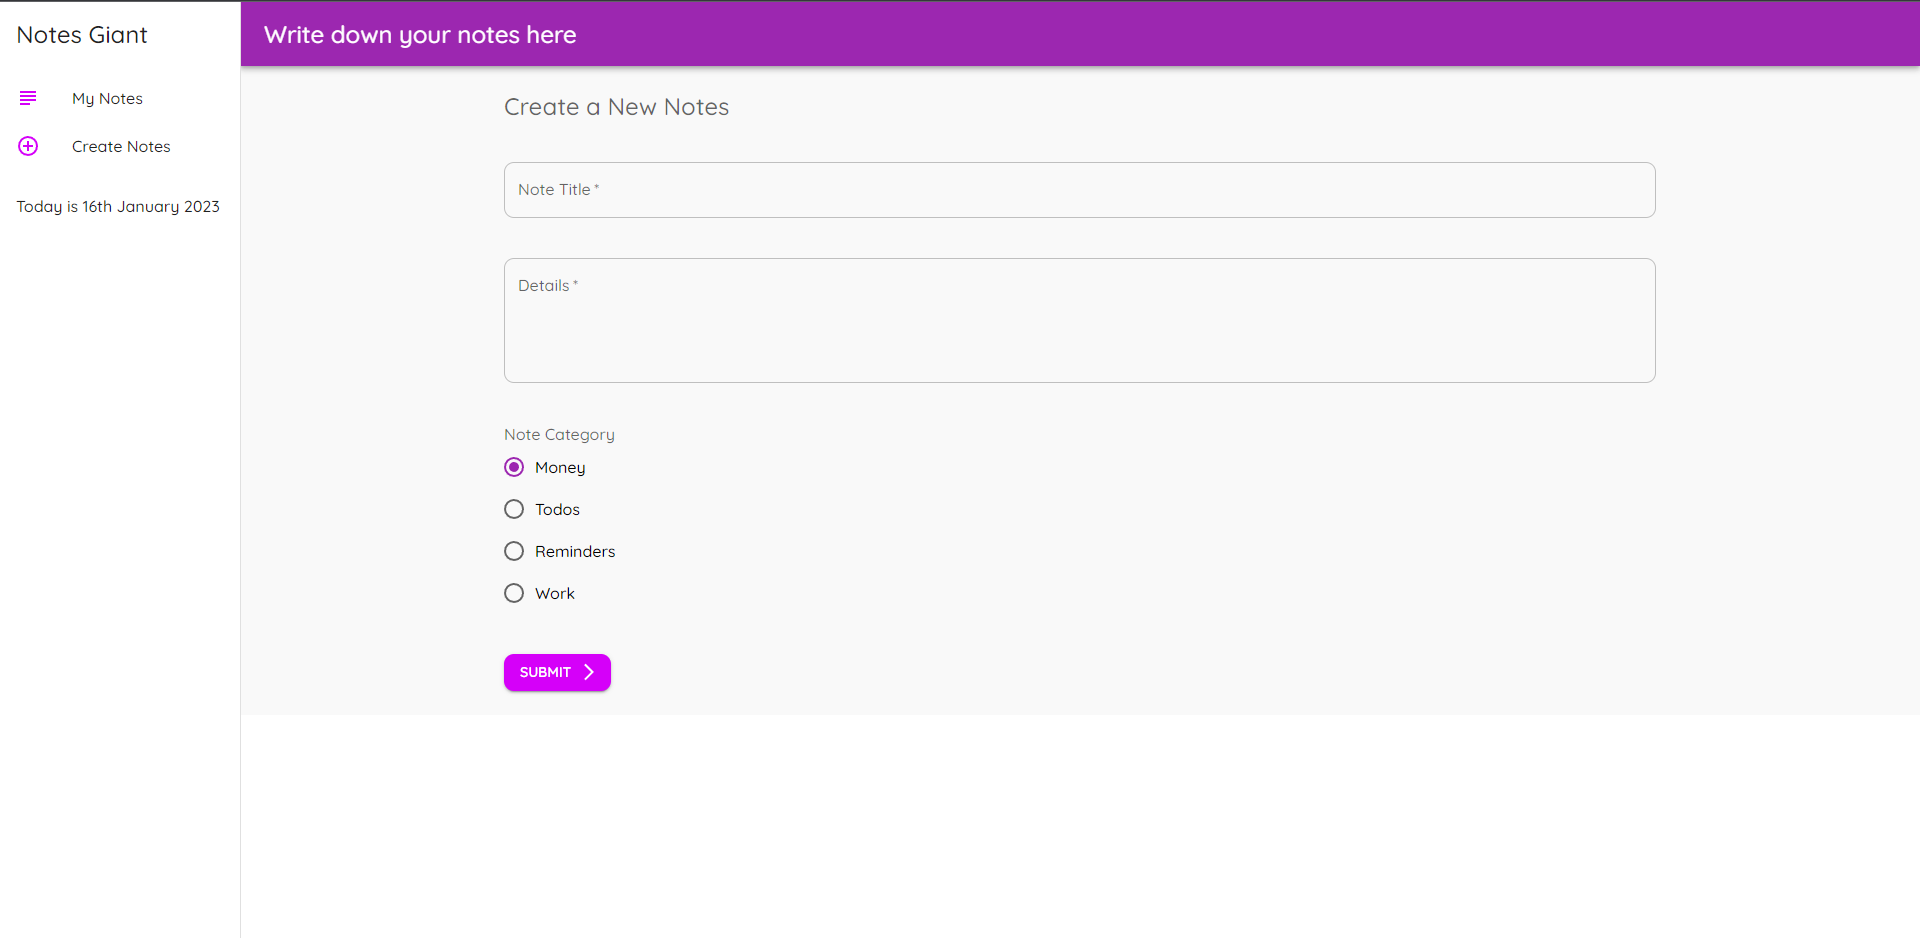 Notes Giant
My Notes
Create Notes
Today is 16th January 2023
Write down your notes here
Create a New Notes
Note Title *
Details *
Note Category
Money
Todos
Reminders
Work
SUBMIT